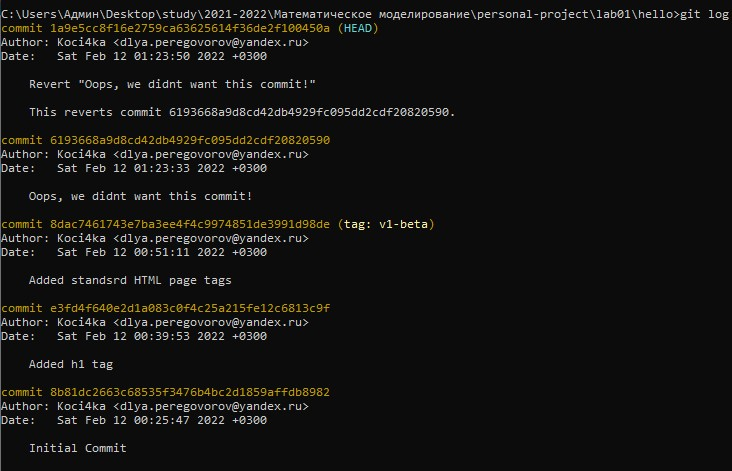 C:\Users\Админ\Desktop\study\2021-2022\Математическое моделирование\personal-project\lab01\hello>git log
commit 1a9e5cc8f16e2759ca63625614f36de2f100450a (HEAD)
Author: Koci4ka <dlya.peregovorov@yandex.ru>
Date:   Sat Feb 12 01:23:50 2022 +0300
Revert "Oops, we didnt want this commit!"
This reverts commit 6193668a9d8cd42db4929fc095dd2cdf20820590.
commit 6193668a9d8cd42db4929fc095dd2cdf20820590
Author: Koci4ka <dlya.peregovorov@yandex.ru>
Date:   Sat Feb 12 01:23:33 2022 +0300
Oops, we didnt want this commit!
commit 8dac7461743e7ba3ee4f4c9974851de3991d98de (tag: v1-beta)
Author: Koci4ka <dlya.peregovorov@yandex.ru>
Date:   Sat Feb 12 00:51:11 2022 +0300
Added standsrd HTML page tags
commit e3fd4f640e2d1a083c0f4c25a215fe12c6813c9f
Author: Koci4ka <dlya.peregovorov@yandex.ru>
Date:   Sat Feb 12 00:39:53 2022 +0300
Added h1 tag
commit 8b81dc2663c68535f3476b4bc2d1859affdb8982
Author: Koci4ka <dlya.peregovorov@yandex.ru>
Date:   Sat Feb 12 00:25:47 2022 +0300
Initial Commit